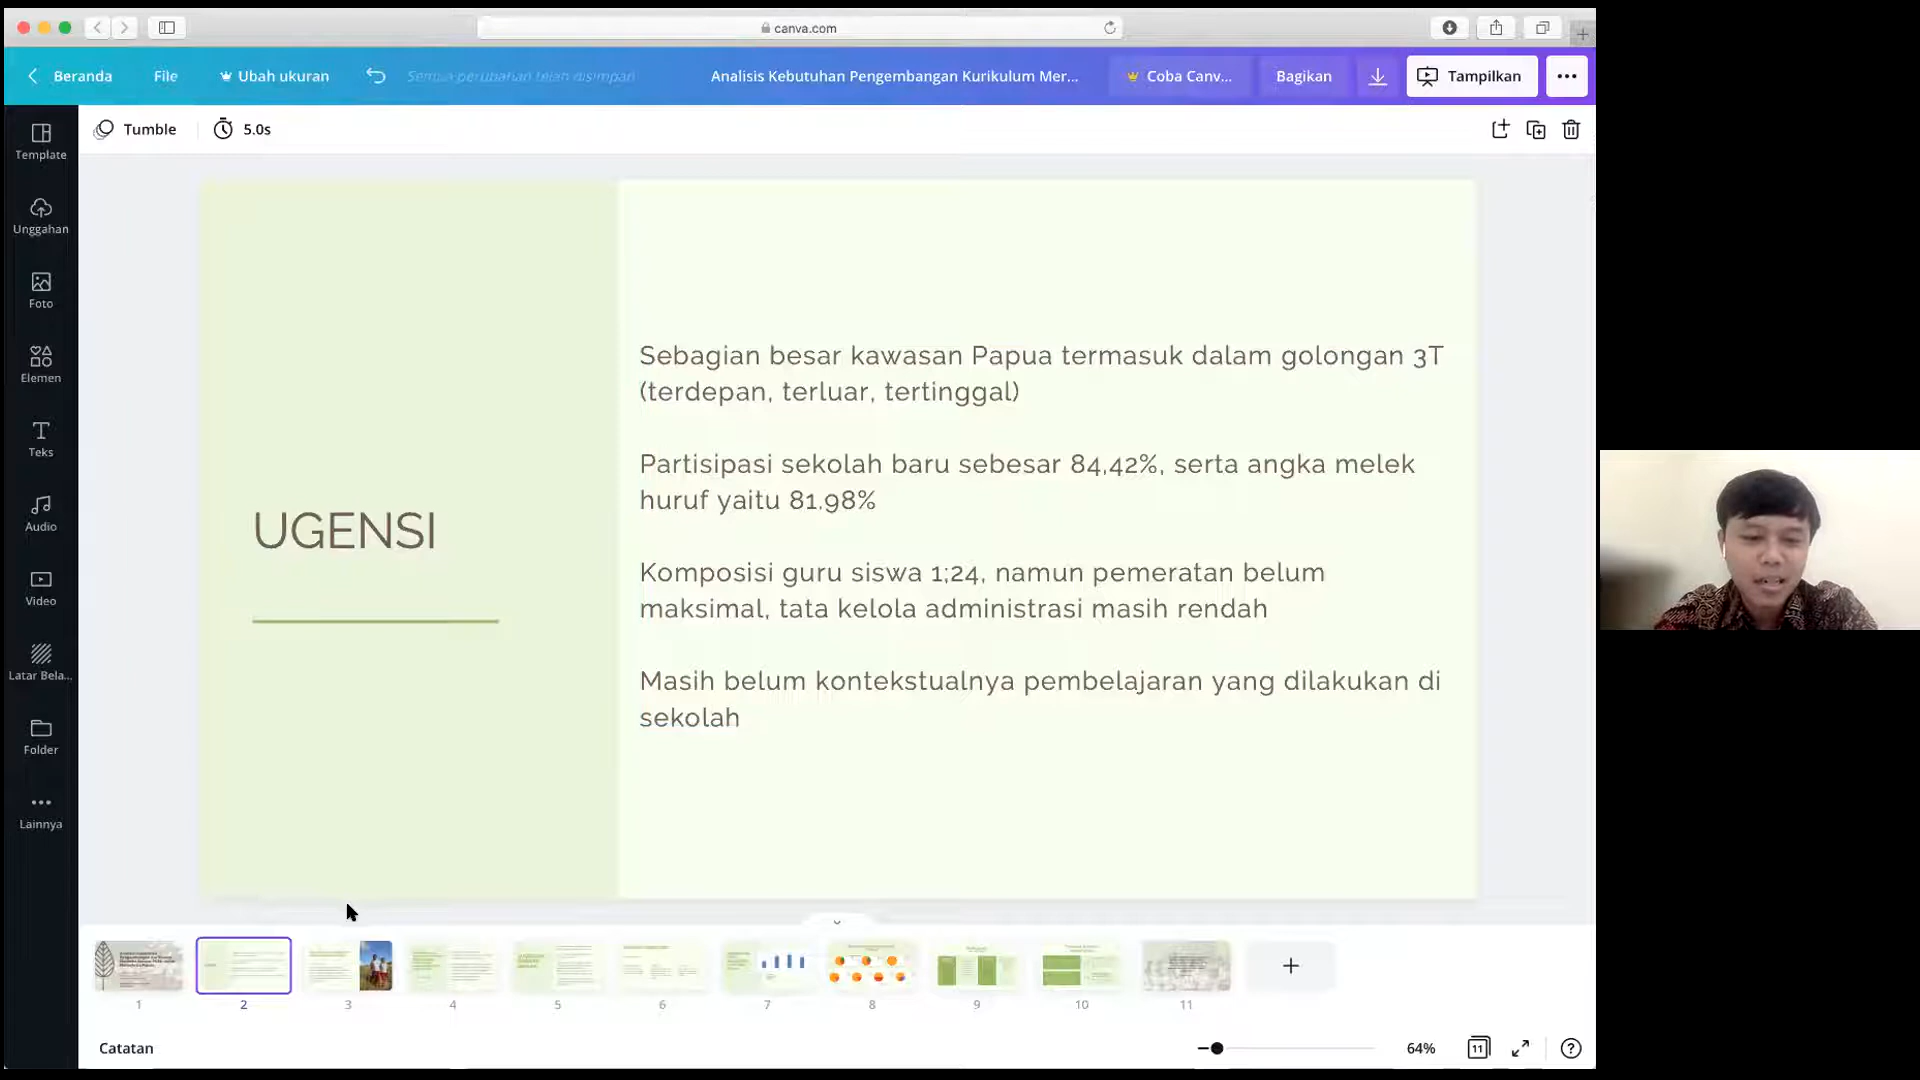 canva.com
Beranda
File
Ubah ukuran
Semua perubahan telah disimpan
Analisis Kebutuhan Pengembangan Kurikulum Mer...
Coba Canv...
Bagikan
Tampilkan
Tumble
5.0s
Template
Unggahan
Foto
Elemen
Teks
Audio
Video
Latar Bela...
Folder
Lainnya
UGENSI
Sebagian besar kawasan Papua termasuk dalam golongan 3T
(terdepan, terluar, tertinggal)
Partisipasi sekolah baru sebesar 84,42%, serta angka melek
huruf yaitu 81.98%
Komposisi guru siswa 1;24, namun pemeratan belum
maksimal, tata kelola administrasi masih rendah
Masih belum kontekstualnya pembelajaran yang dilakukan di
sekolah
1
2
3
4
5
6
7
8
9
10
11
Catatan
64%
11